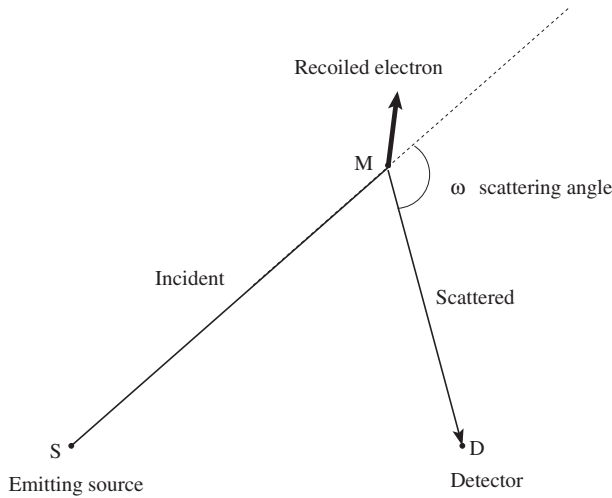 Recoiled electron
M
ω scattering angle
Incident
Scattered
S
D
Emitting source
Detector